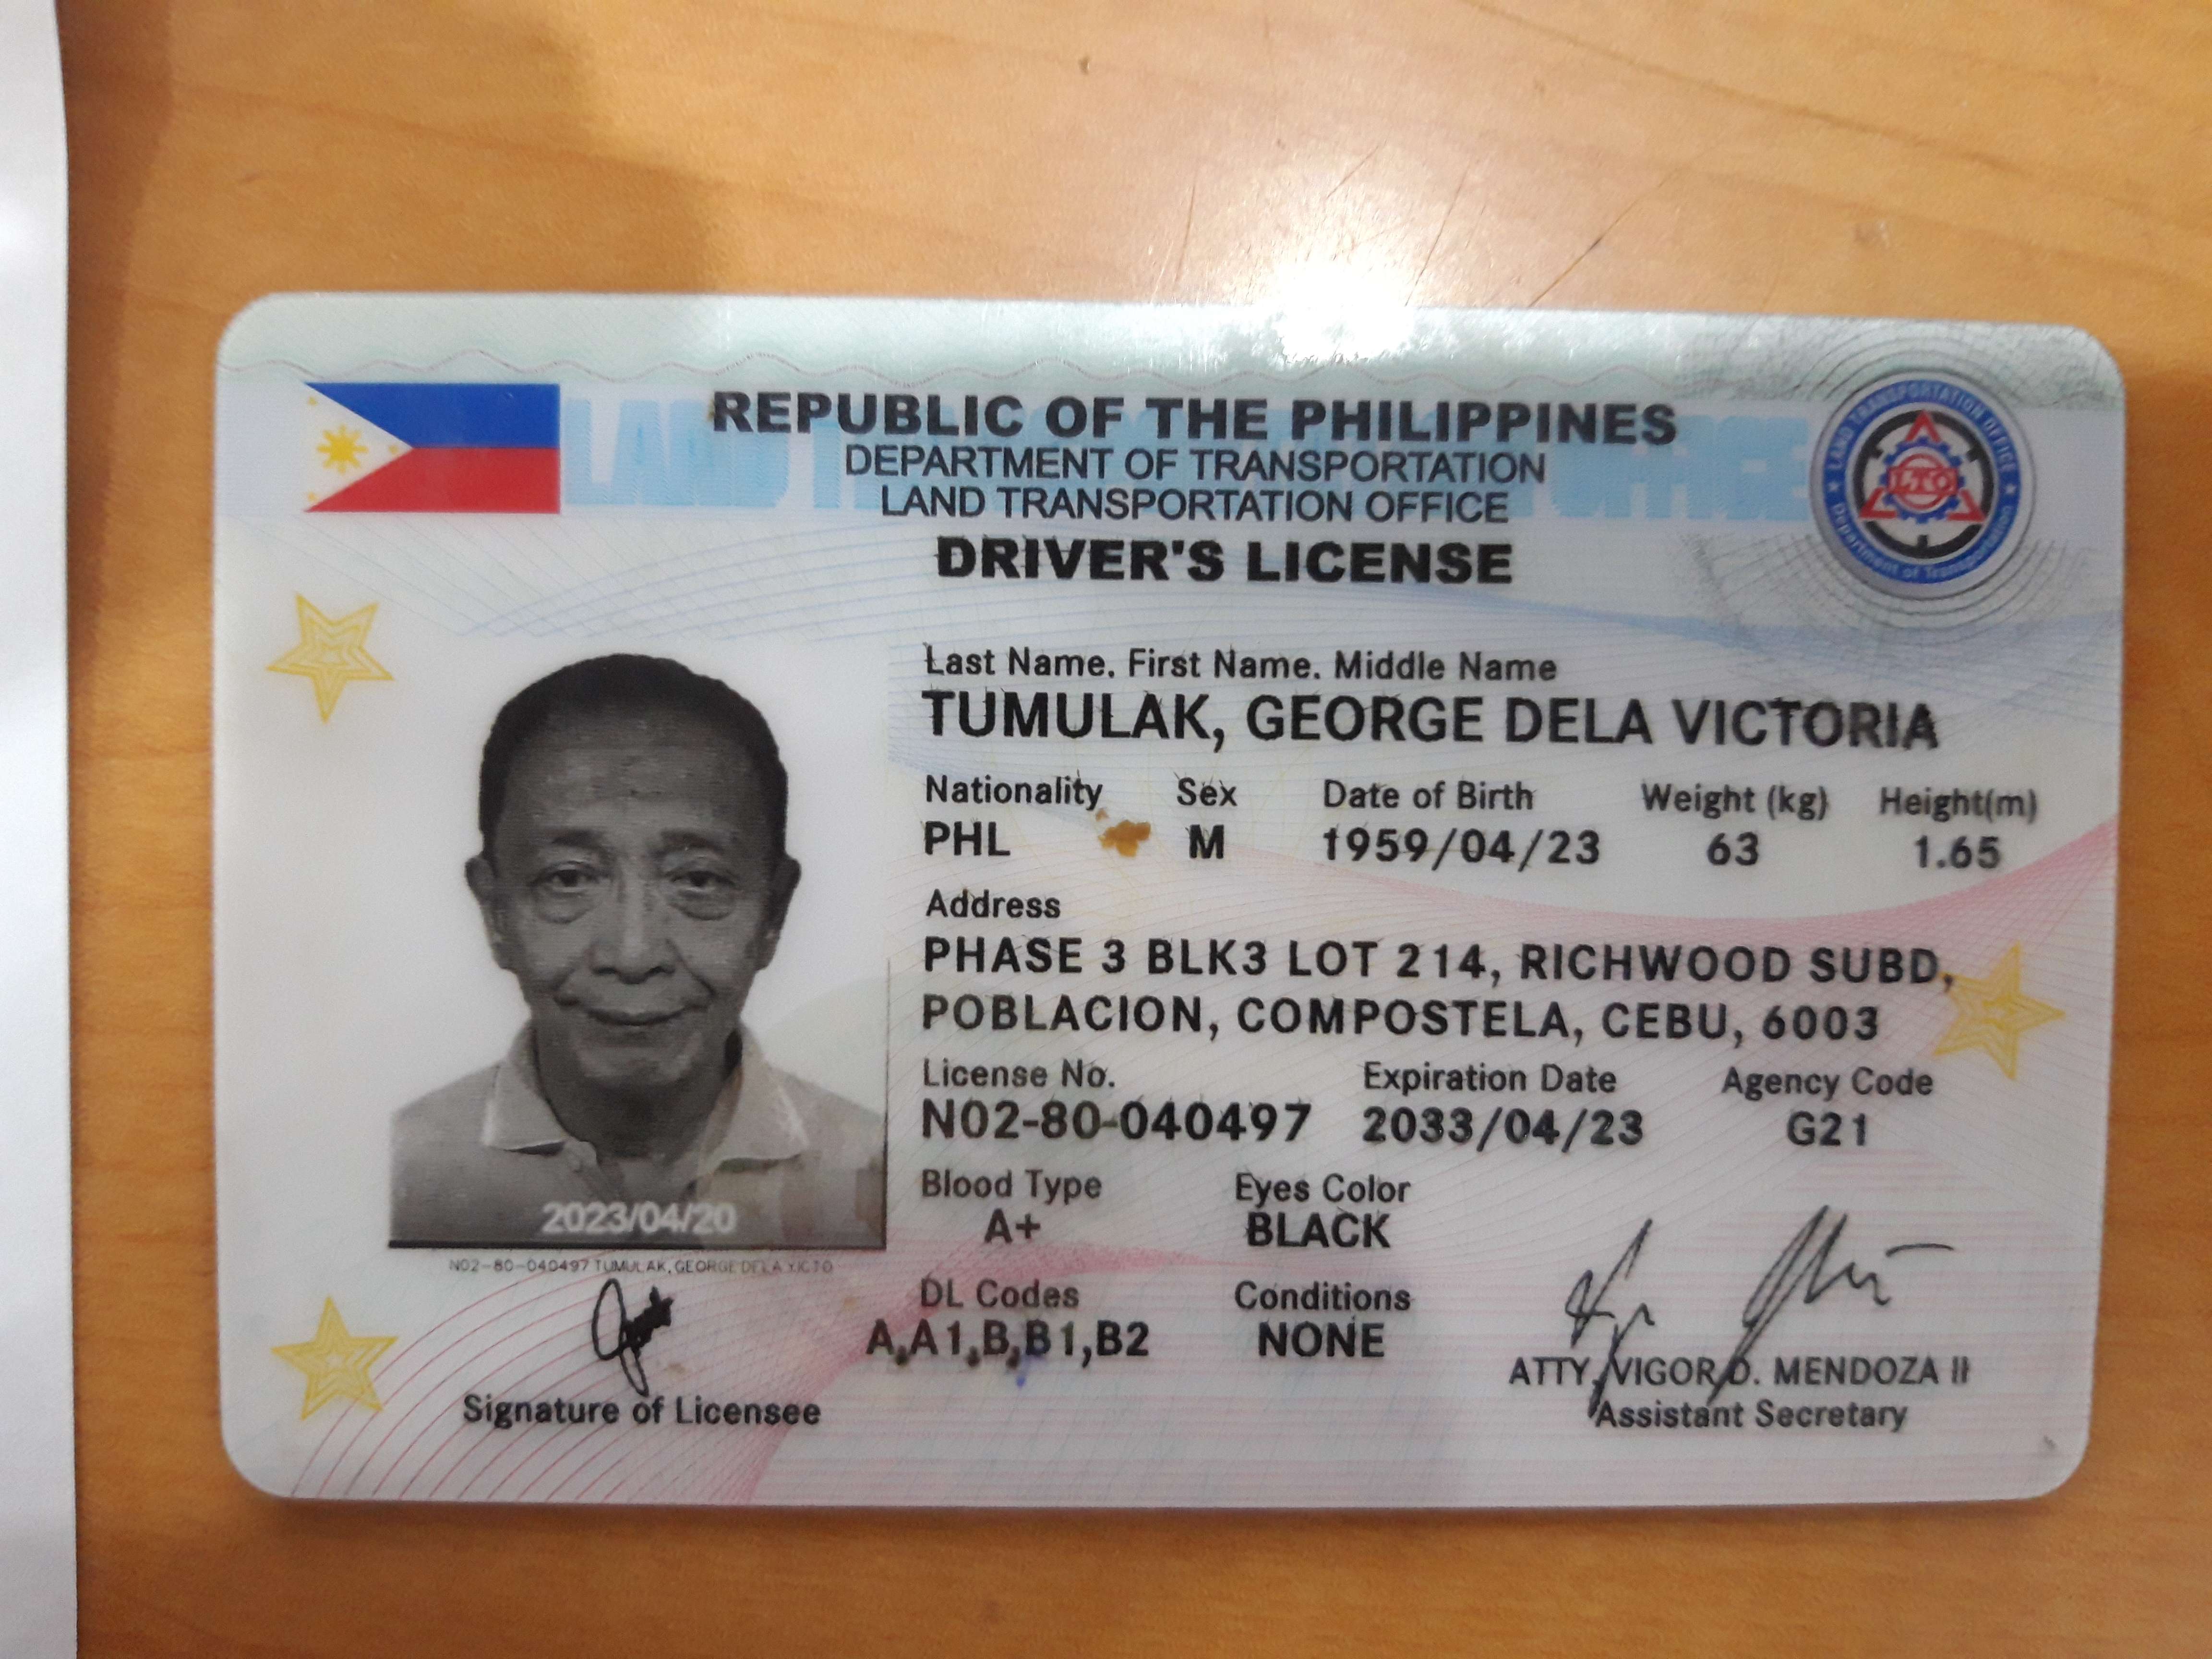 REPUBLIC OF THE PHILIPPINES
DEPARTMENT OF TRANSPORTATION
LAND TRANSPORTATION OFFICE
DRIVER'S LICENSE
LAND TRANSPORTATION OFFICE
LTO
Department of Transportation
Last Name. First Name. Middle Name
TUMULAK, GEORGE DELA VICTORIA
Nationality Sex Date of Birth Weight (kg) Height(m)
PHL M 1959/04/23 63 1.65
Address
PHASE 3 BLK3 LOT 214, RICHWOOD SUBD,
POBLACION, COMPOSTELA, CEBU, 6003
License No. Expiration Date Agency Code
N02-80-040497 2033/04/23 G21
Blood Type Eyes Color
A+ BLACK
DL Codes Conditions
A,A1,B,B1,B2 NONE
2023/04/20
N02-80-040497 TUMULAK, GEORGE DELA VICTO
Signature of Licensee
ATTY. VIGOR D. MENDOZA II
Assistant Secretary